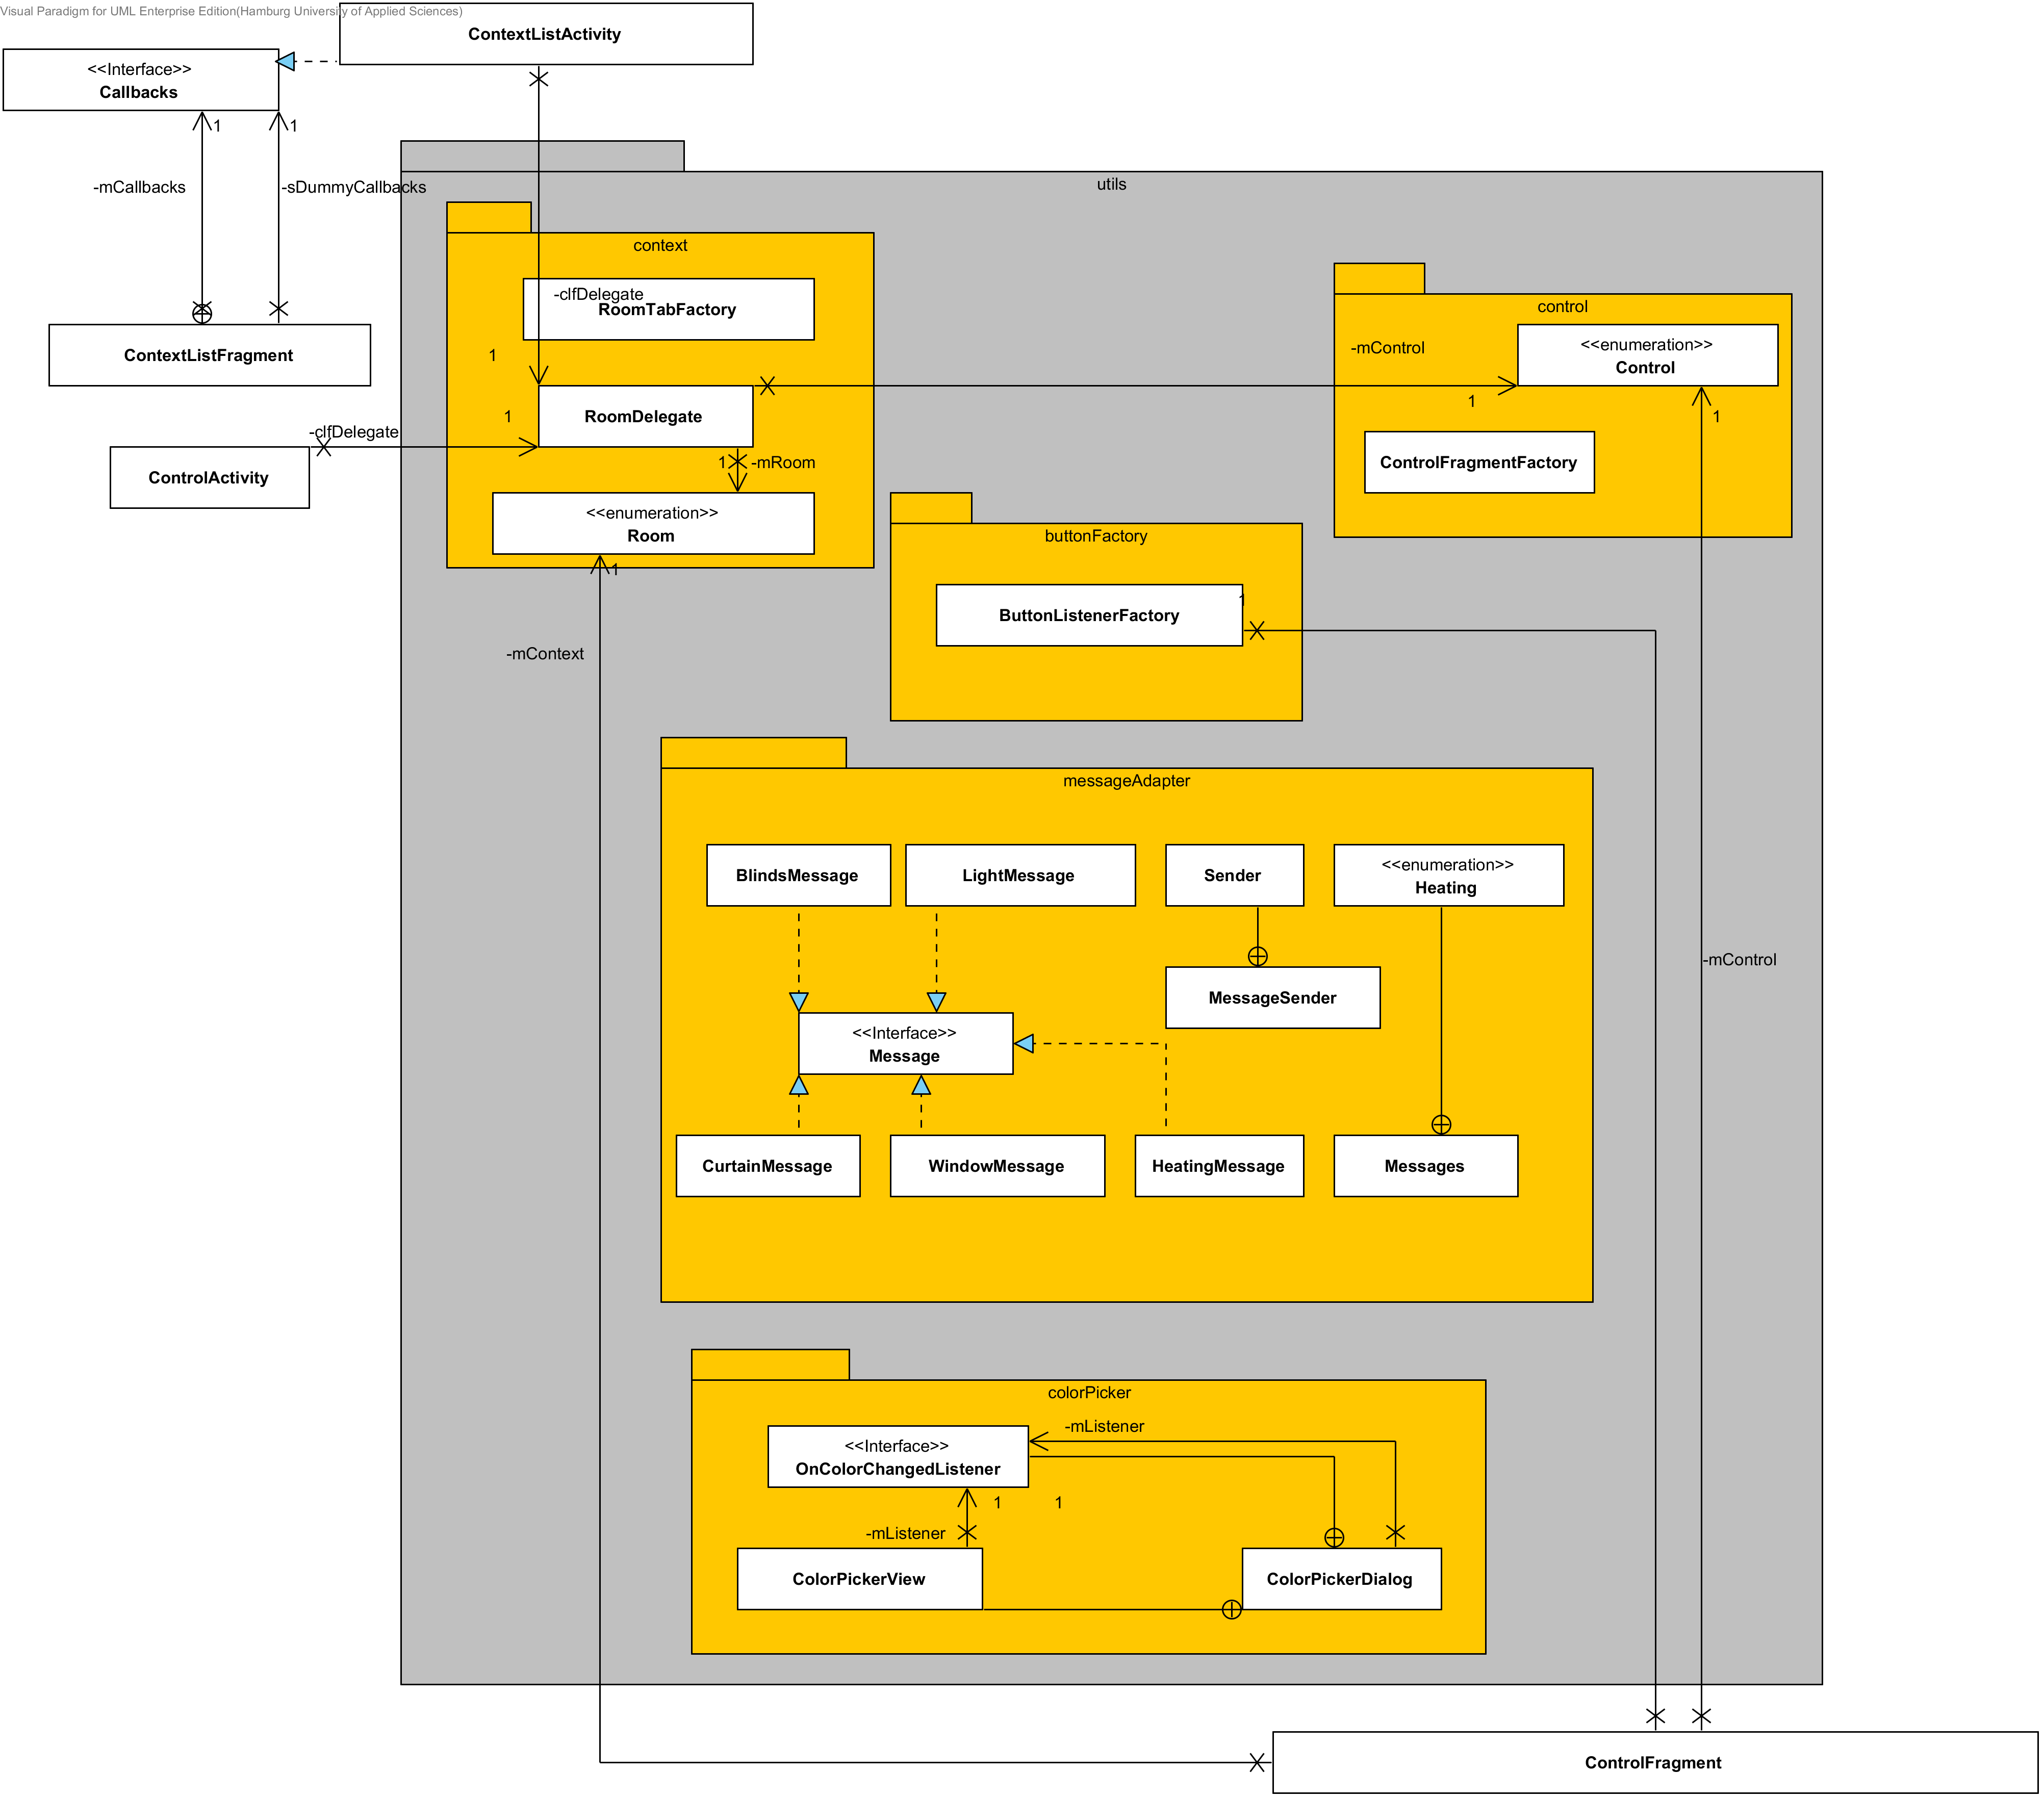 Visual Paradigm for UML Enterprise Edition(Hamburg University of Applied Sciences)
ContextListActivity
<<Interface>>
Callbacks
1
1
-mCallbacks
-sDummyCallbacks
utils
context
-clfDelegate
RoomTabFactory
control
-mControl
<<enumeration>>
Control
ContextListFragment
1
1
1
1
RoomDelegate
-clfDelegate
ControlActivity
1
-mRoom
ControlFragmentFactory
<<enumeration>>
Room
1
buttonFactory
1
ButtonListenerFactory
-mContext
messageAdapter
BlindsMessage
LightMessage
Sender
<<enumeration>>
Heating
-mControl
MessageSender
<<Interface>>
Message
CurtainMessage
WindowMessage
HeatingMessage
Messages
colorPicker
-mListener
<<Interface>>
OnColorChangedListener
1
1
-mListener
ColorPickerView
ColorPickerDialog
ControlFragment